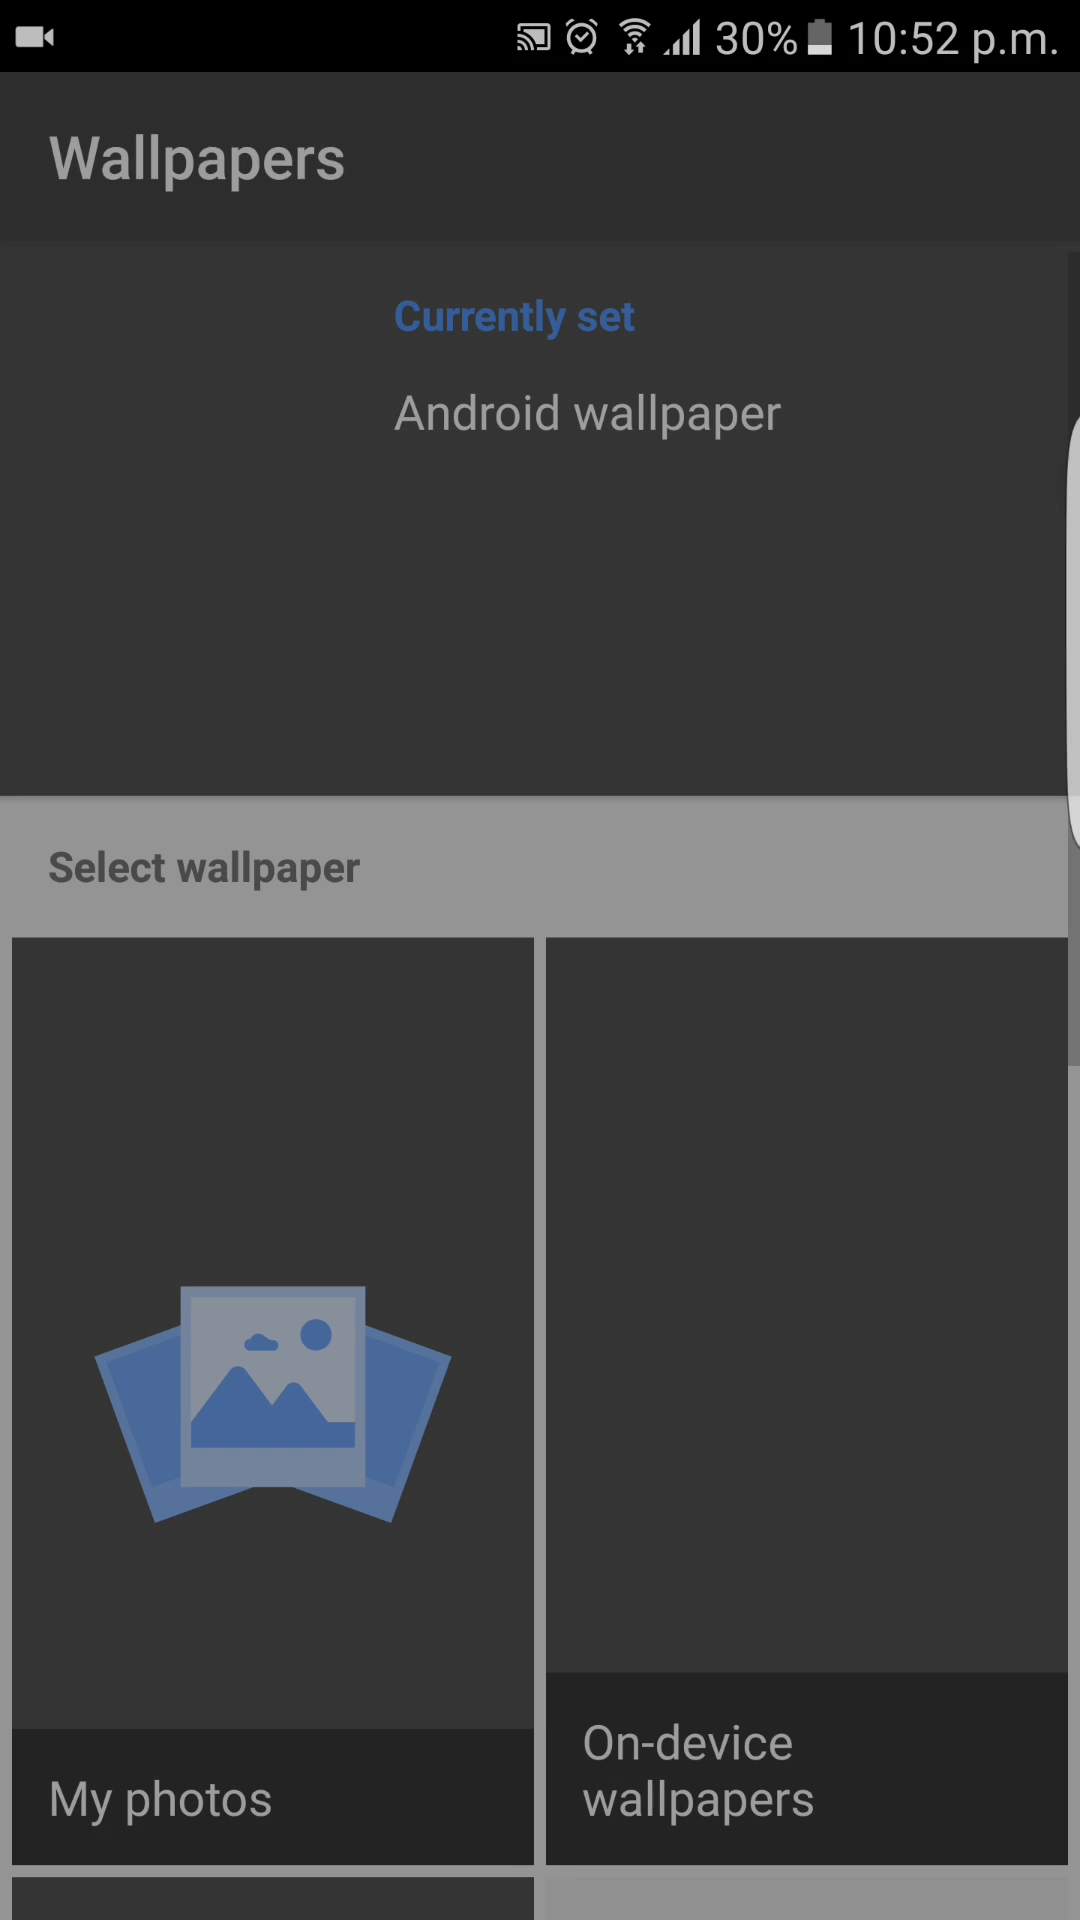 30% 10:52 p.m.
Wallpapers
Currently set
Android wallpaper
Select wallpaper
My photos
On-device
wallpapers